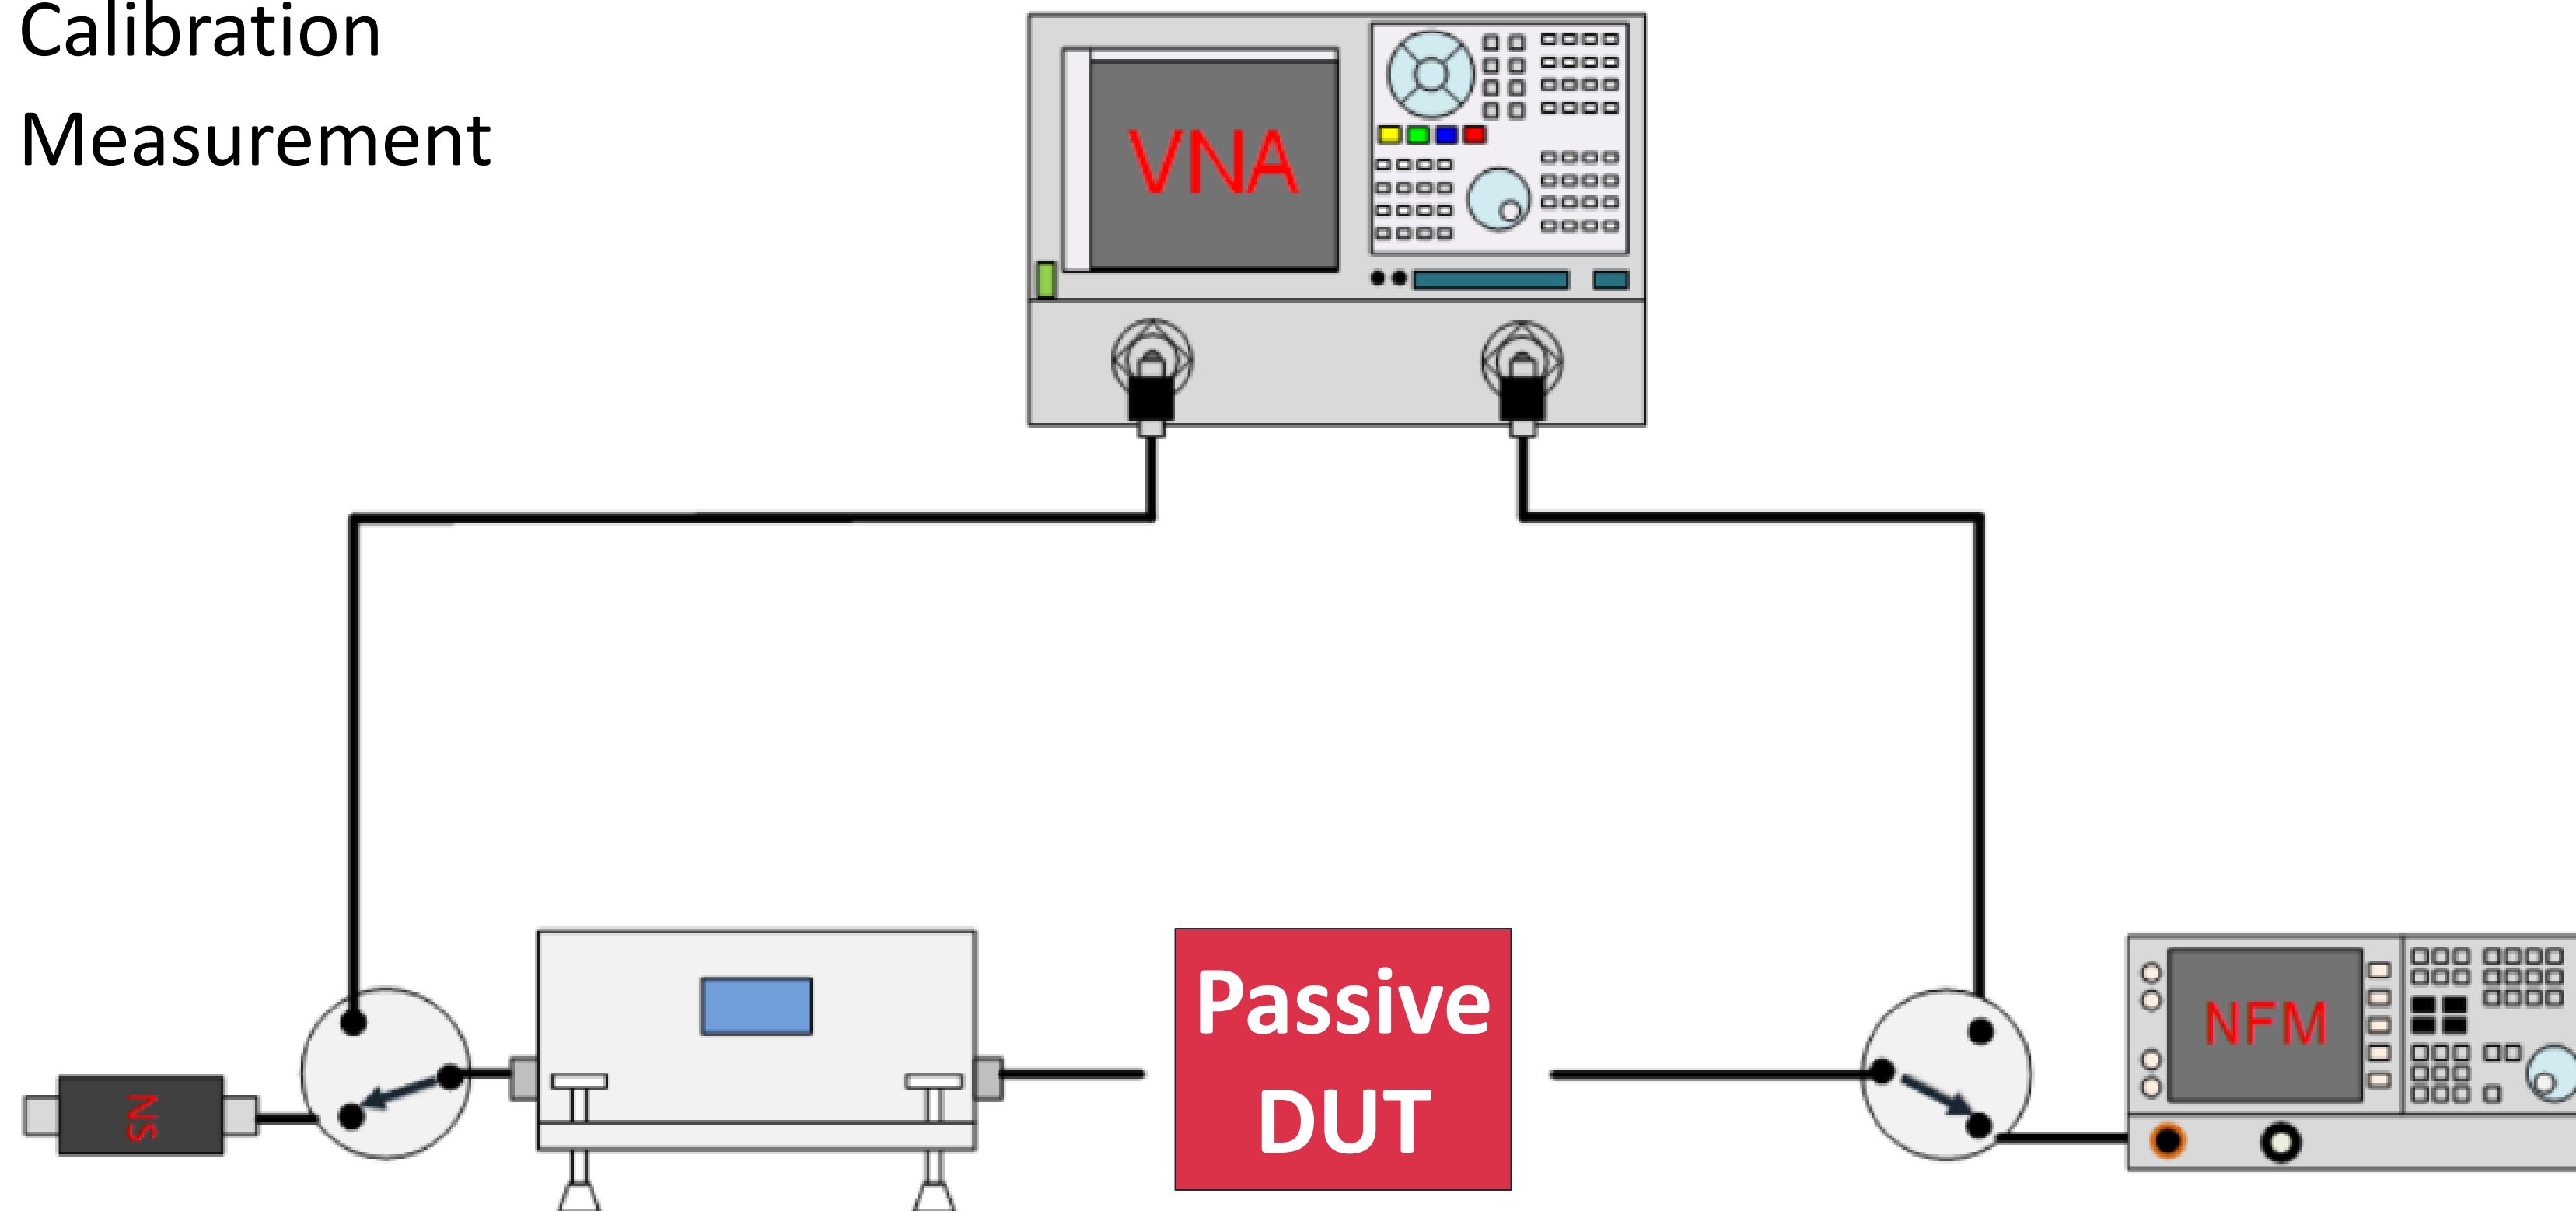 Calibration
Measurement
VNA
Passive
DUT
NS
NFM